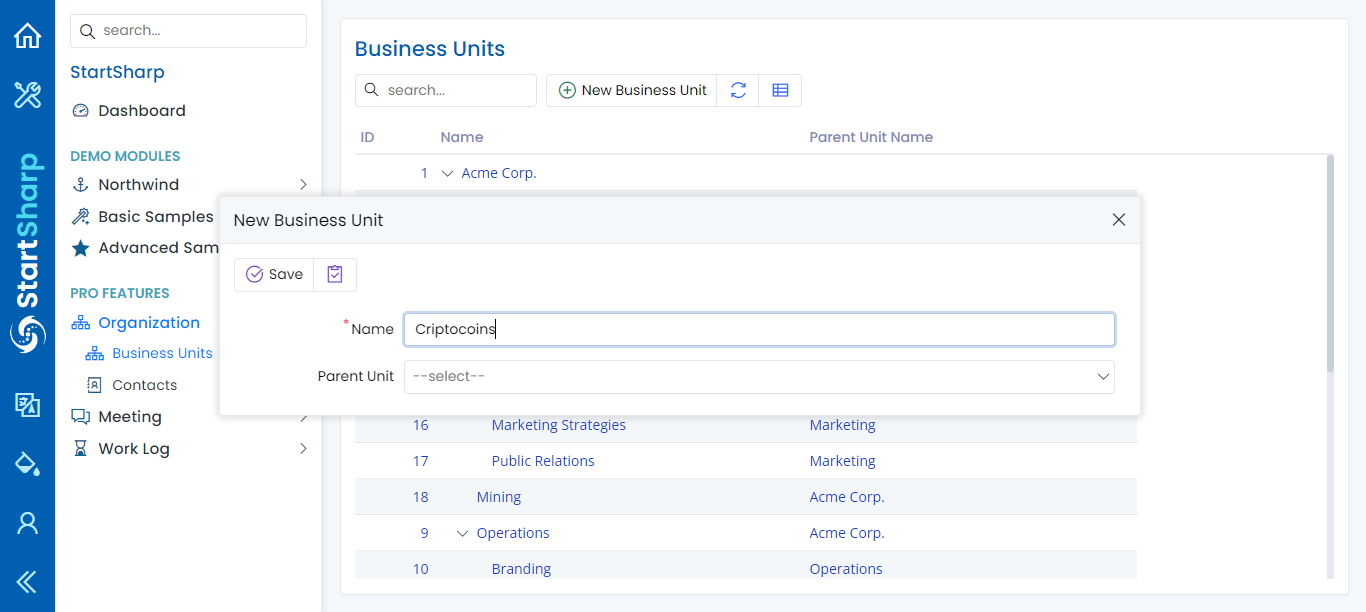 StartSharp
search...
StartSharp
Dashboard
DEMO MODULES
Northwind
Basic Samples
Advanced Sam
PRO FEATURES
Organization
Business Units
Contacts
Meeting
Work Log
Business Units
search...
New Business Unit
ID Name Parent Unit Name
1 Acme Corp.
New Business Unit
Save
*Name Criptocoins
Parent Unit --select--
16 Marketing Strategies Marketing
17 Public Relations Marketing
18 Mining Acme Corp.
9 Operations Acme Corp.
10 Branding Operations